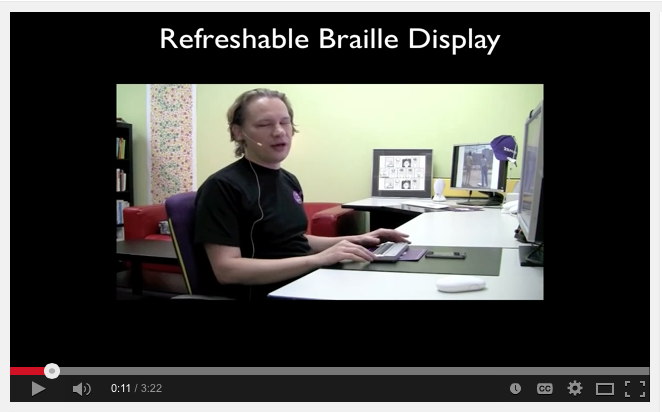 Refreshable Braille Display
0:11 / 3:22
CC